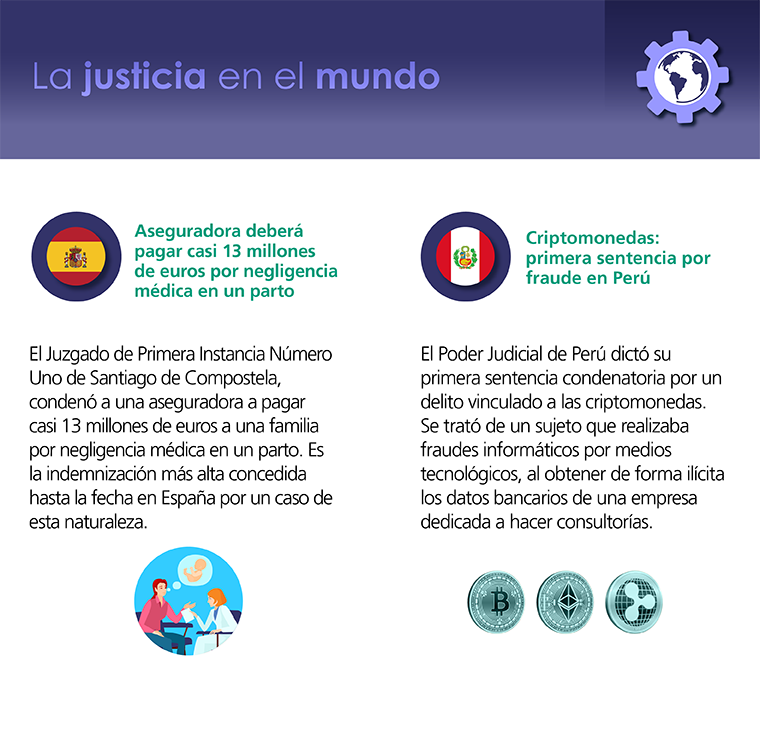 La justicia en el mundo
Aseguradora deberá
pagar casi 13 millones
de euros por negligencia
médica en un parto
El Juzgado de Primera Instancia Número
Uno de Santiago de Compostela,
condenó a una aseguradora a pagar
casi 13 millones de euros a una familia
por negligencia médica en un parto. Es
la indemnización más alta concedida
hasta la fecha en España por un caso de
esta naturaleza.
Criptomonedas:
primera sentencia por
fraude en Perú
El Poder Judicial de Perú dictó su
primera sentencia condenatoria por un
delito vinculado a las criptomonedas.
Se trató de un sujeto que realizaba
fraudes informáticos por medios
tecnológicos, al obtener de forma ilícita
los datos bancarios de una empresa
dedicada a hacer consultorías.